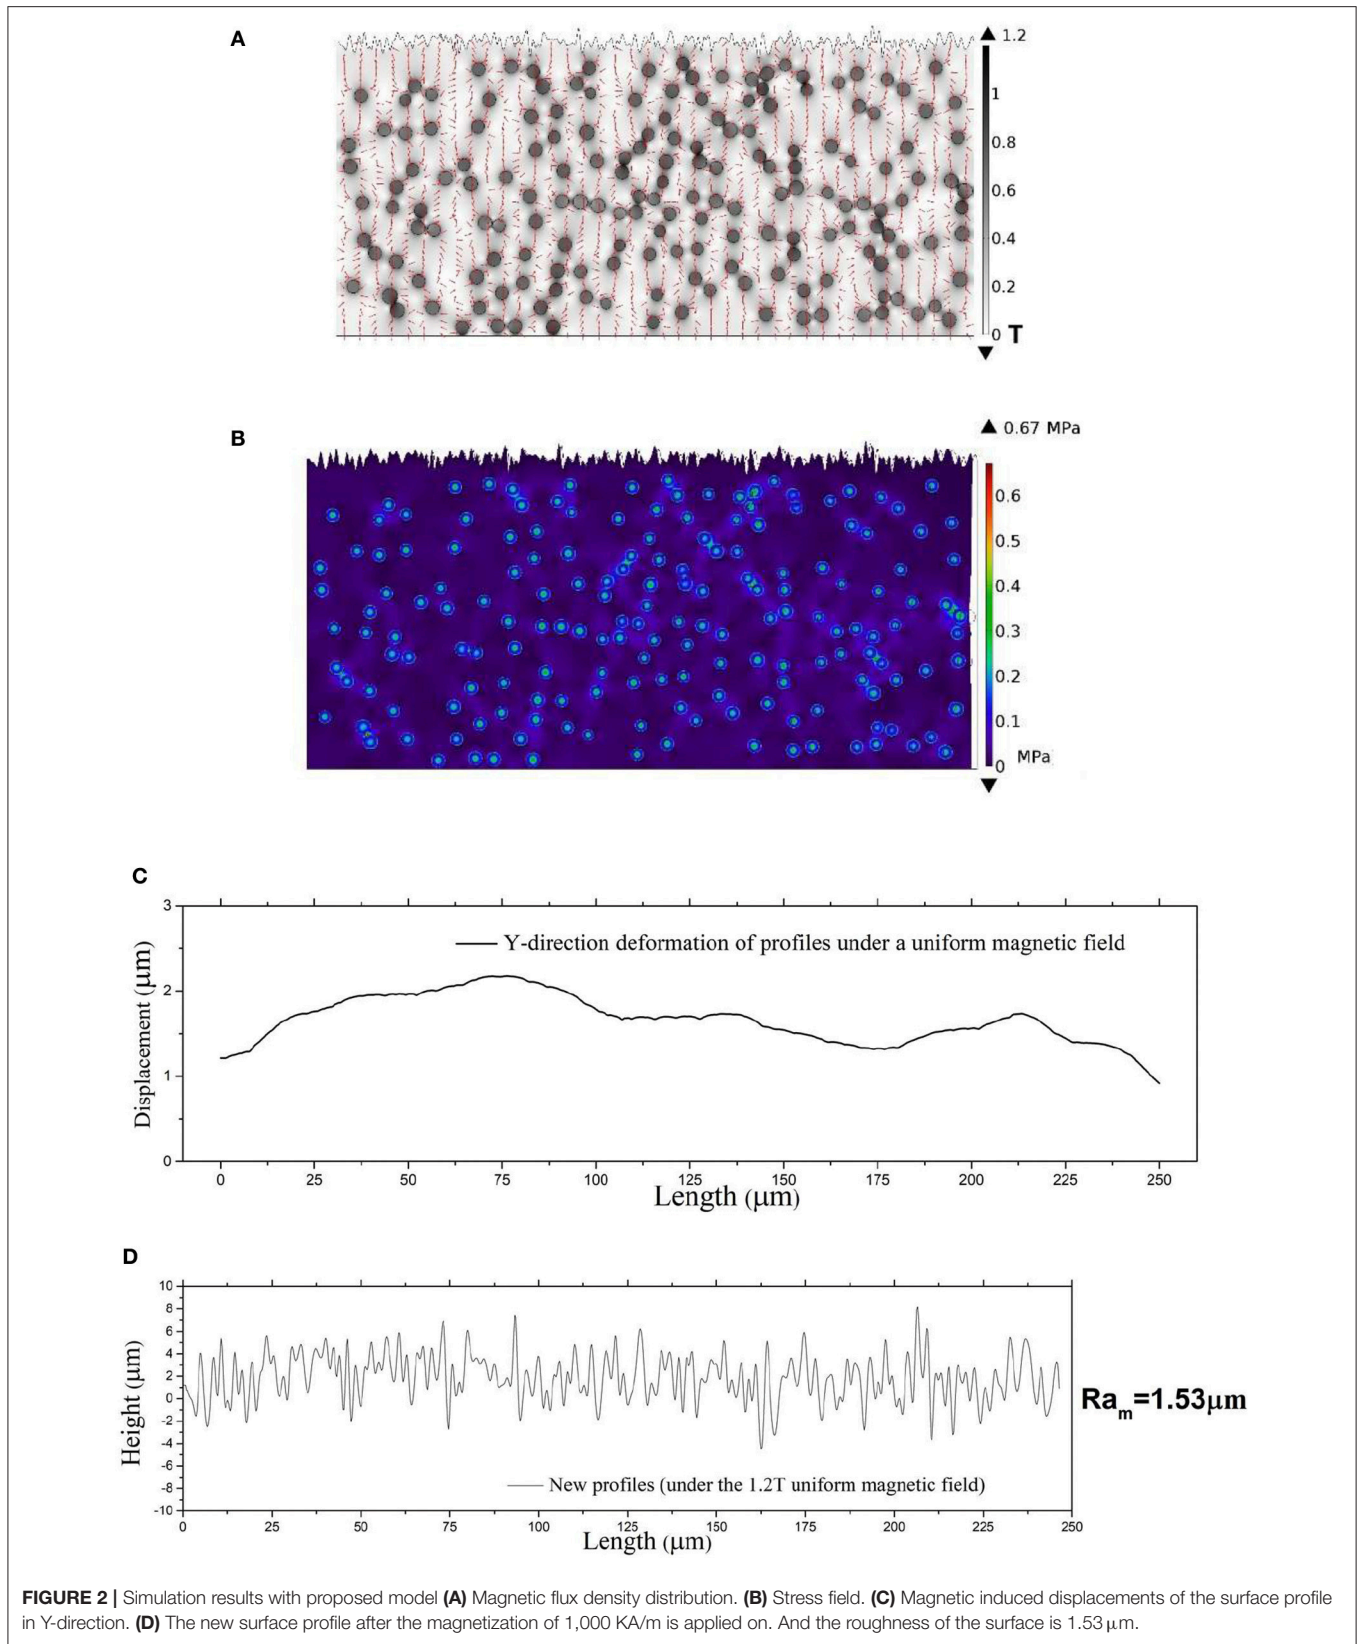 A
1.2
1
0.8
0.6
0.4
0.2
0 T
B
0.67 MPa
0.6
0.5
0.4
0.3
0.2
0.1
0 MPa
C
3
2
1
0
Displacement (μm)
Y-direction deformation of profiles under a uniform magnetic field
0 25 50 75 100 125 150 175 200 225 250
Length (μm)
D
10
8
6
4
2
0
-2
-4
-6
-8
-10
Height (μm)
New profiles (under the 1.2T uniform magnetic field)
Ram=1.53μm
0 25 50 75 100 125 150 175 200 225 250
Length (μm)
FIGURE 2 | Simulation results with proposed model (A) Magnetic flux density distribution. (B) Stress field. (C) Magnetic induced displacements of the surface profile
in Y-direction. (D) The new surface profile after the magnetization of 1,000 KA/m is applied on. And the roughness of the surface is 1.53 μm.